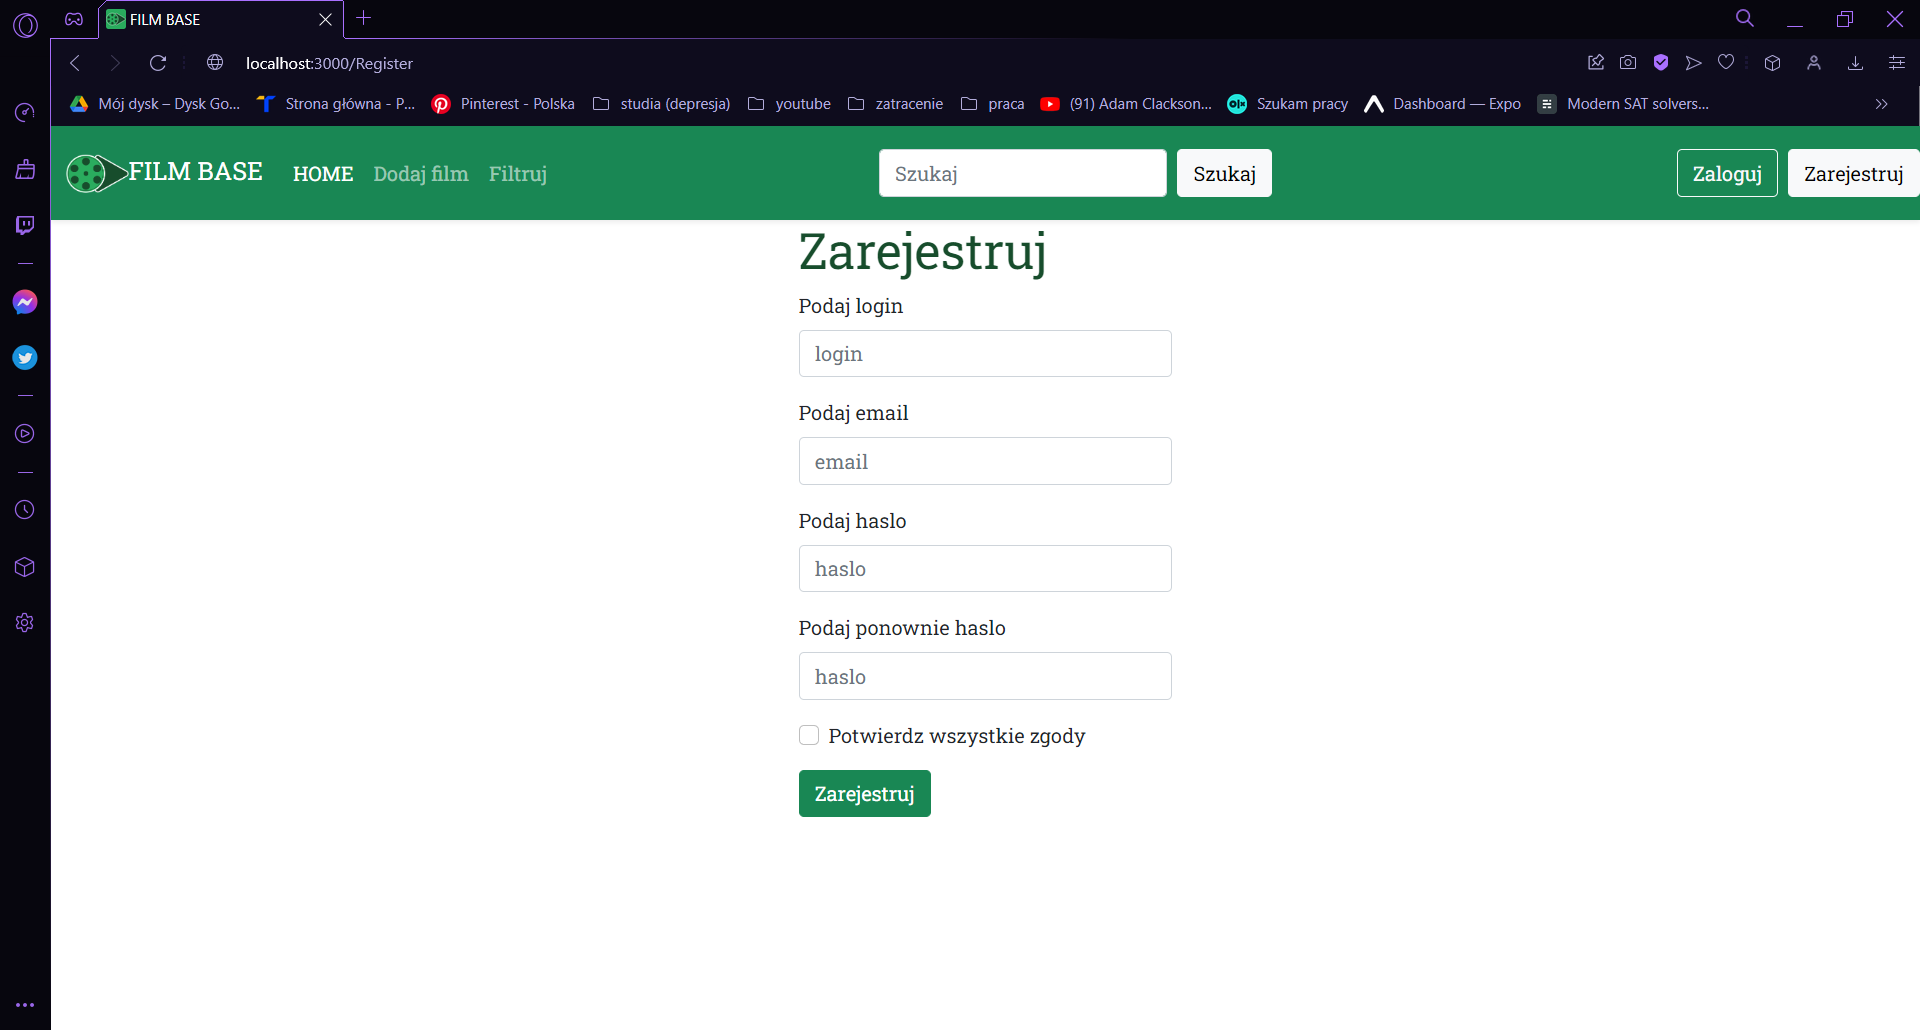 FILM BASE
localhost:3000/Register
Mój dysk – Dysk Go... Strona główna - P... Pinterest - Polska studia (depresja) youtube zatracenie praca (91) Adam Clackson... Szukam pracy Dashboard — Expo Modern SAT solvers...
FILM BASE HOME Dodaj film Filtruj Szukaj Szukaj Zaloguj Zarejestruj
Zarejestruj
Podaj login
login
Podaj email
email
Podaj haslo
haslo
Podaj ponownie haslo
haslo
Potwierdz wszystkie zgody
Zarejestruj